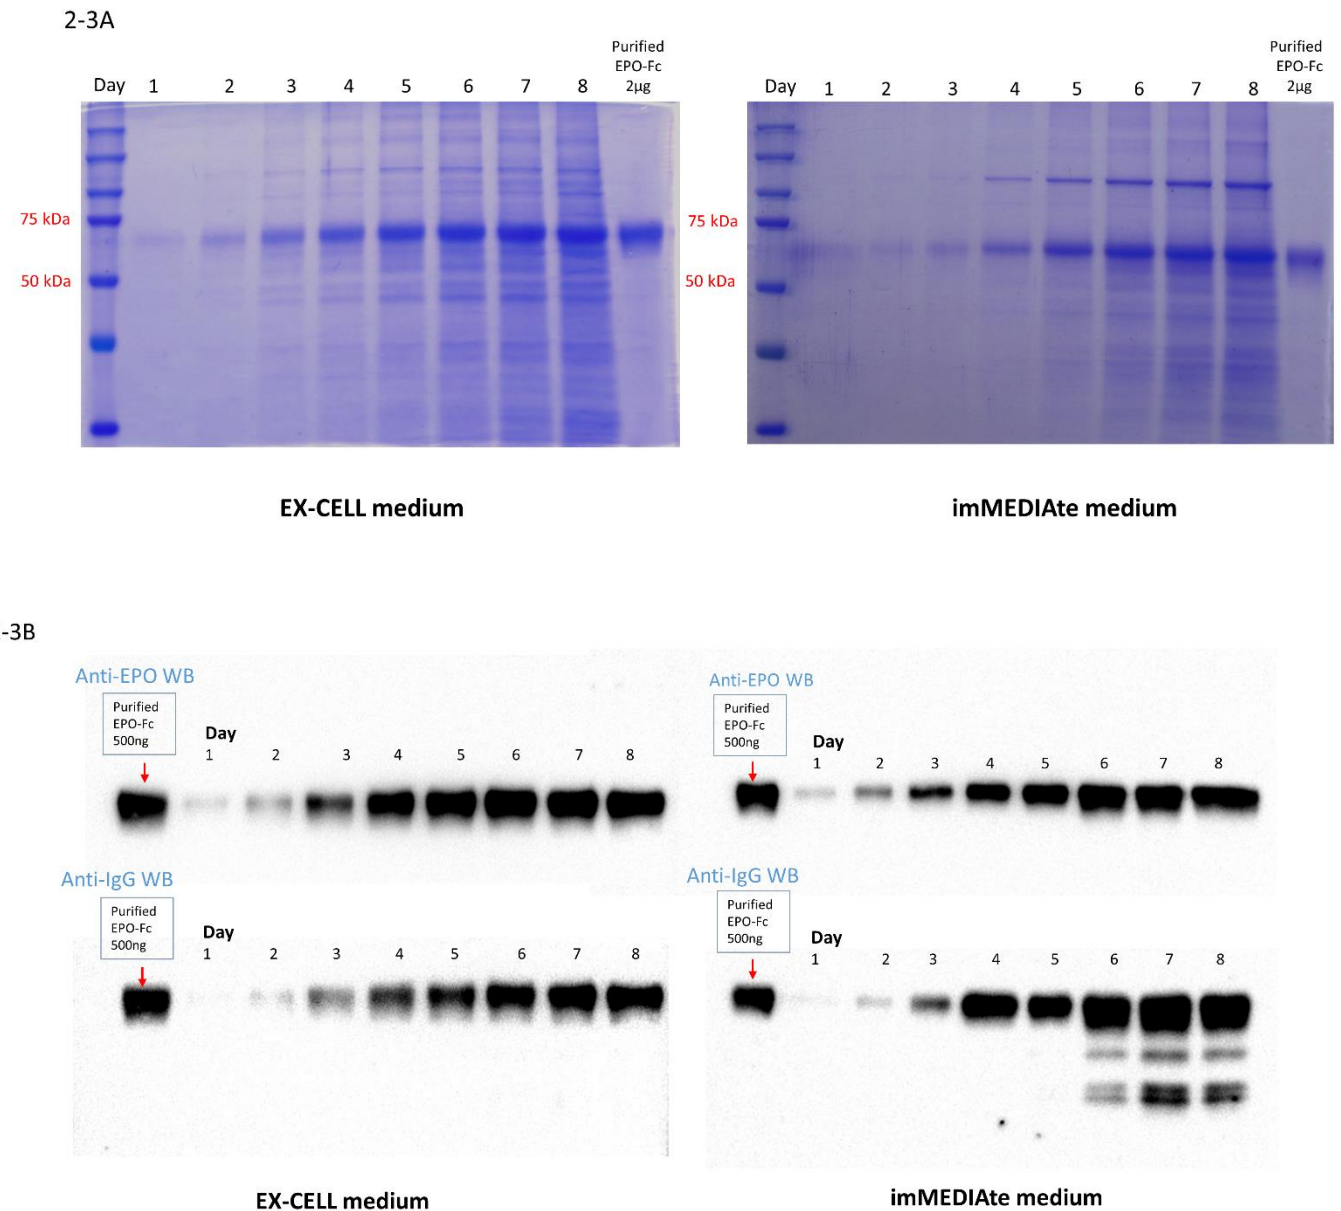 2-3A
Purified
EPO-Fc
2µg
Day 1 2 3 4 5 6 7 8
75 kDa
50 kDa
EX-CELL medium
Purified
EPO-Fc
2µg
Day 1 2 3 4 5 6 7 8
75 kDa
50 kDa
imMEDIAte medium
-3B
Anti-EPO WB
Purified
EPO-Fc
500ng
Day
1 2 3 4 5 6 7 8
Anti-EPO WB
Purified
EPO-Fc
500ng
Day
1 2 3 4 5 6 7 8
Anti-IgG WB
Purified
EPO-Fc
500ng
Day
1 2 3 4 5 6 7 8
EX-CELL medium
Anti-IgG WB
Purified
EPO-Fc
500ng
Day
1 2 3 4 5 6 7 8
imMEDIAte medium